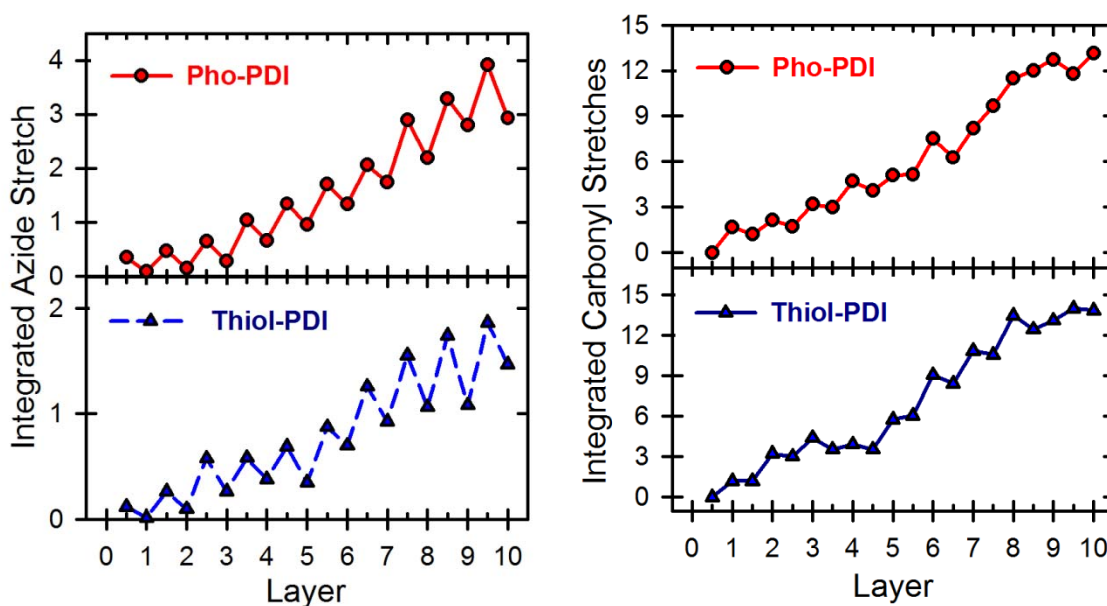 Integrated Azide Stretch
4
3
2
1
0
Pho-PDI
2
1
0
Thiol-PDI
0 1 2 3 4 5 6 7 8 9 10
Layer
Integrated Carbonyl Stretches
15
12
9
6
3
0
Pho-PDI
15
12
9
6
3
0
Thiol-PDI
0 1 2 3 4 5 6 7 8 9 10
Layer